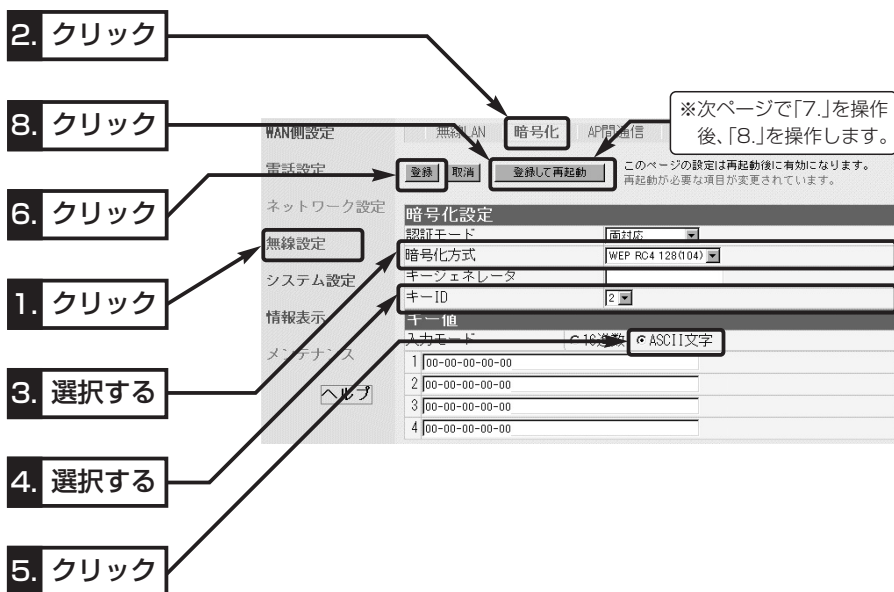 2. クリック
8. クリック
6. クリック
1. クリック
3. 選択する
4. 選択する
5. クリック
※次ページで「7.」を操作
後、「8.」を操作します。
WAN側設定
電話設定
ネットワーク設定
無線設定
システム設定
情報表示
メンテナンス
ヘルプ
無線LAN 暗号化 AP間通信
登録 取消 登録して再起動 このページの設定は再起動後に有効になります。
再起動が必要な項目が変更されています。
暗号化設定
認証モード 両対応
暗号化方式 WEP RC4 128(104)
キージェネレータ
キーID 2
キー値
入力モード 16進数 ASCII文字
1 00-00-00-00-00
2 00-00-00-00-00
3 00-00-00-00-00
4 00-00-00-00-00